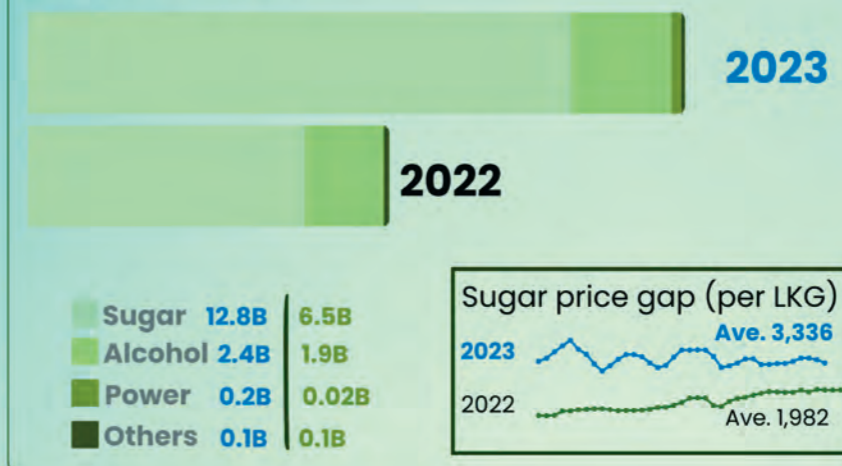 2023
2022
Sugar 12.8B 6.5B
Alcohol 2.4B 1.9B
Power 0.2B 0.02B
Others 0.1B 0.1B
Sugar price gap (per LKG)
Ave. 3,336
2023
2022
Ave. 1,982